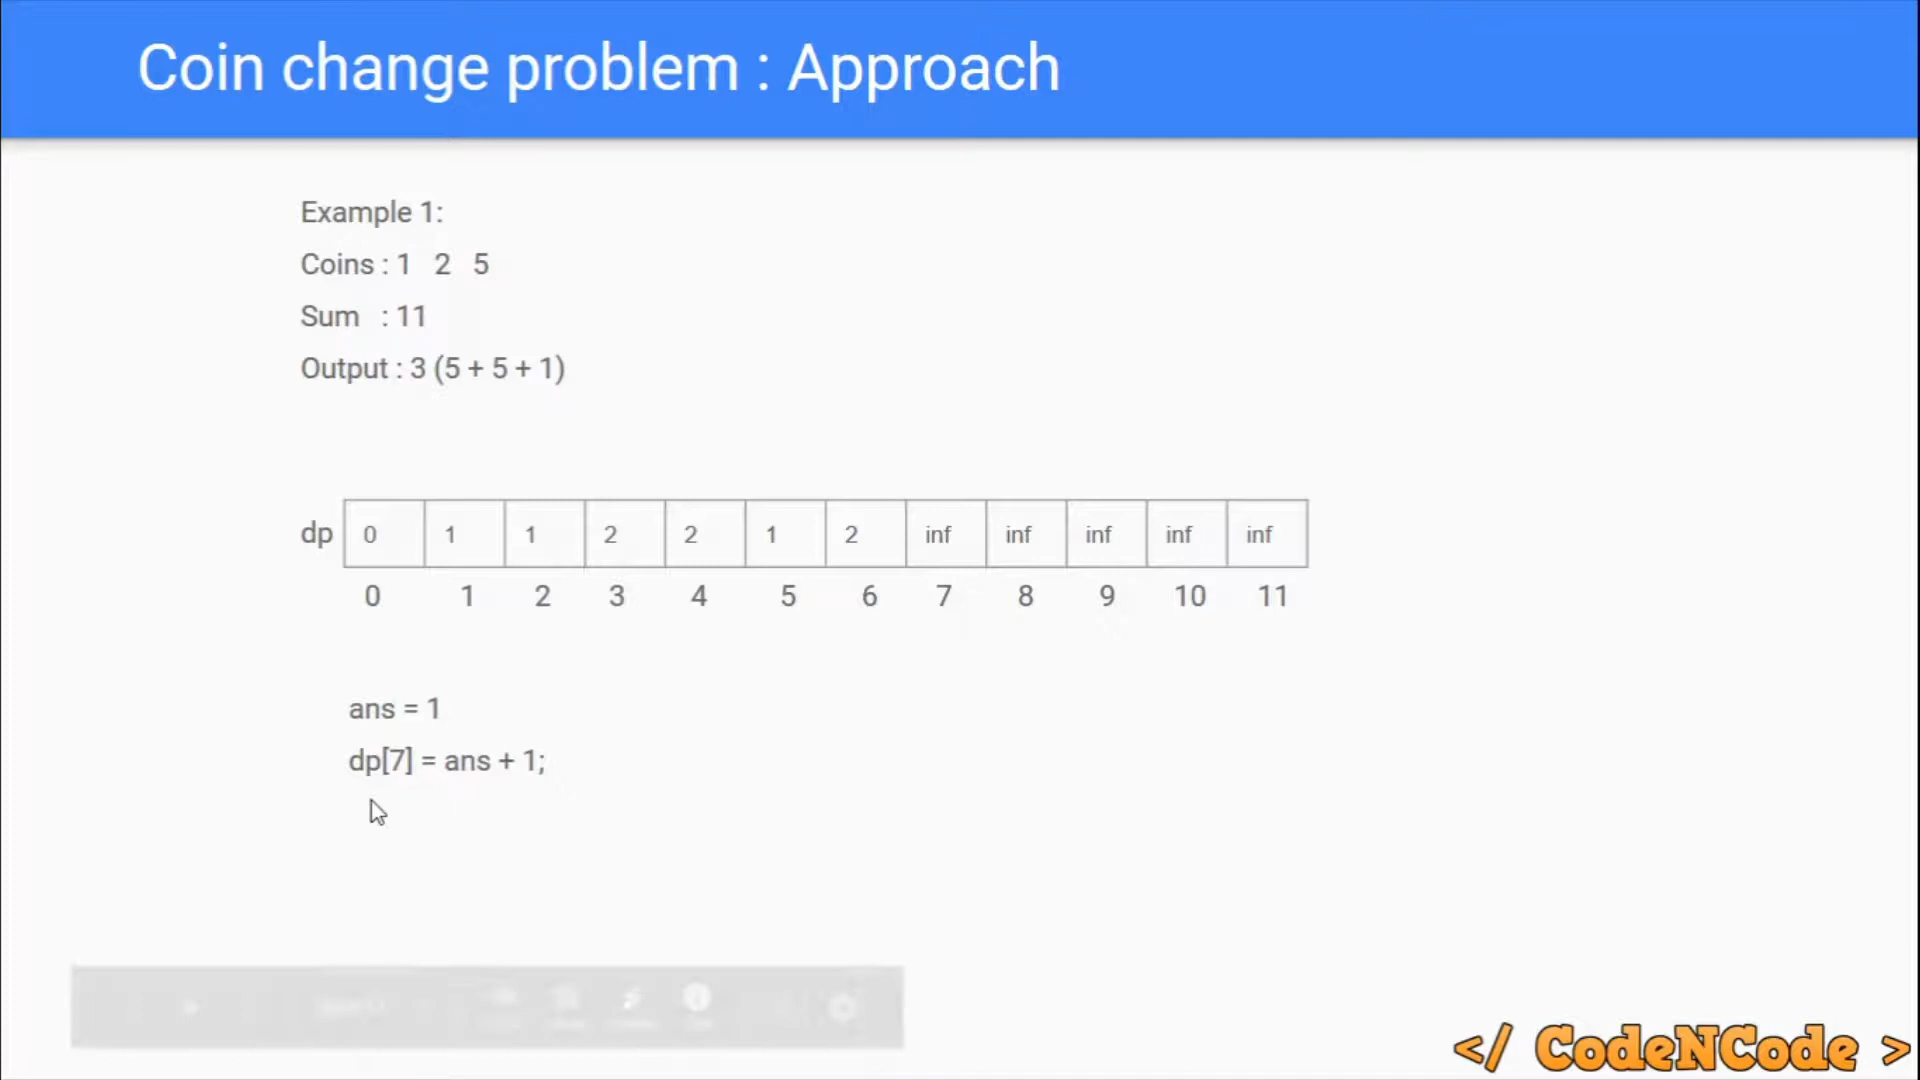 Coin change problem : Approach
Example 1:
Coins : 1 2 5
Sum : 11
Output : 3 (5 + 5 + 1)
dp 0 1 1 2 2 1 2 inf inf inf inf inf
0 1 2 3 4 5 6 7 8 9 10 11
ans = 1
dp[7] = ans + 1;
</ CodeNCode >